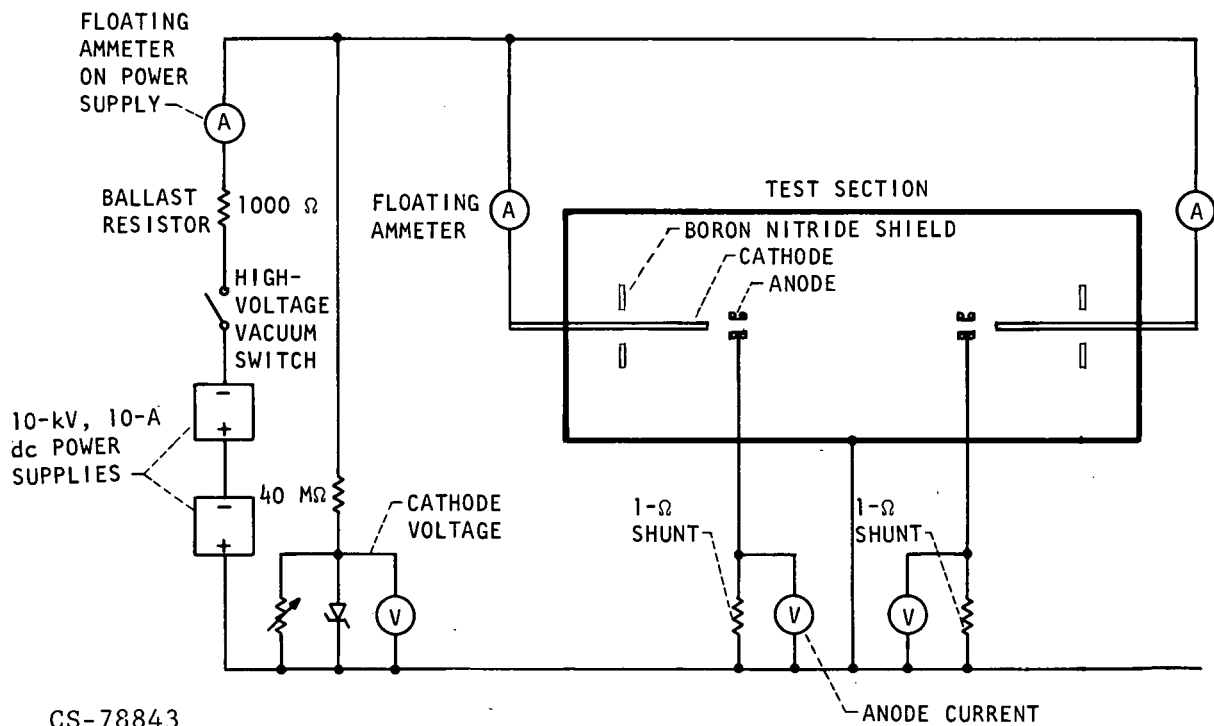 FLOATING
AMMETER
ON POWER
SUPPLY
A
BALLAST
RESISTOR
1000 Ω
HIGH-
VOLTAGE
VACUUM
SWITCH
10-kV, 10-A
dc POWER
SUPPLIES
−
+
−
+
40 MΩ
CATHODE
VOLTAGE
V
FLOATING
AMMETER
A
TEST SECTION
BORON NITRIDE SHIELD
CATHODE
ANODE
A
1-Ω
SHUNT
V
1-Ω
SHUNT
V
ANODE CURRENT
CS-78843